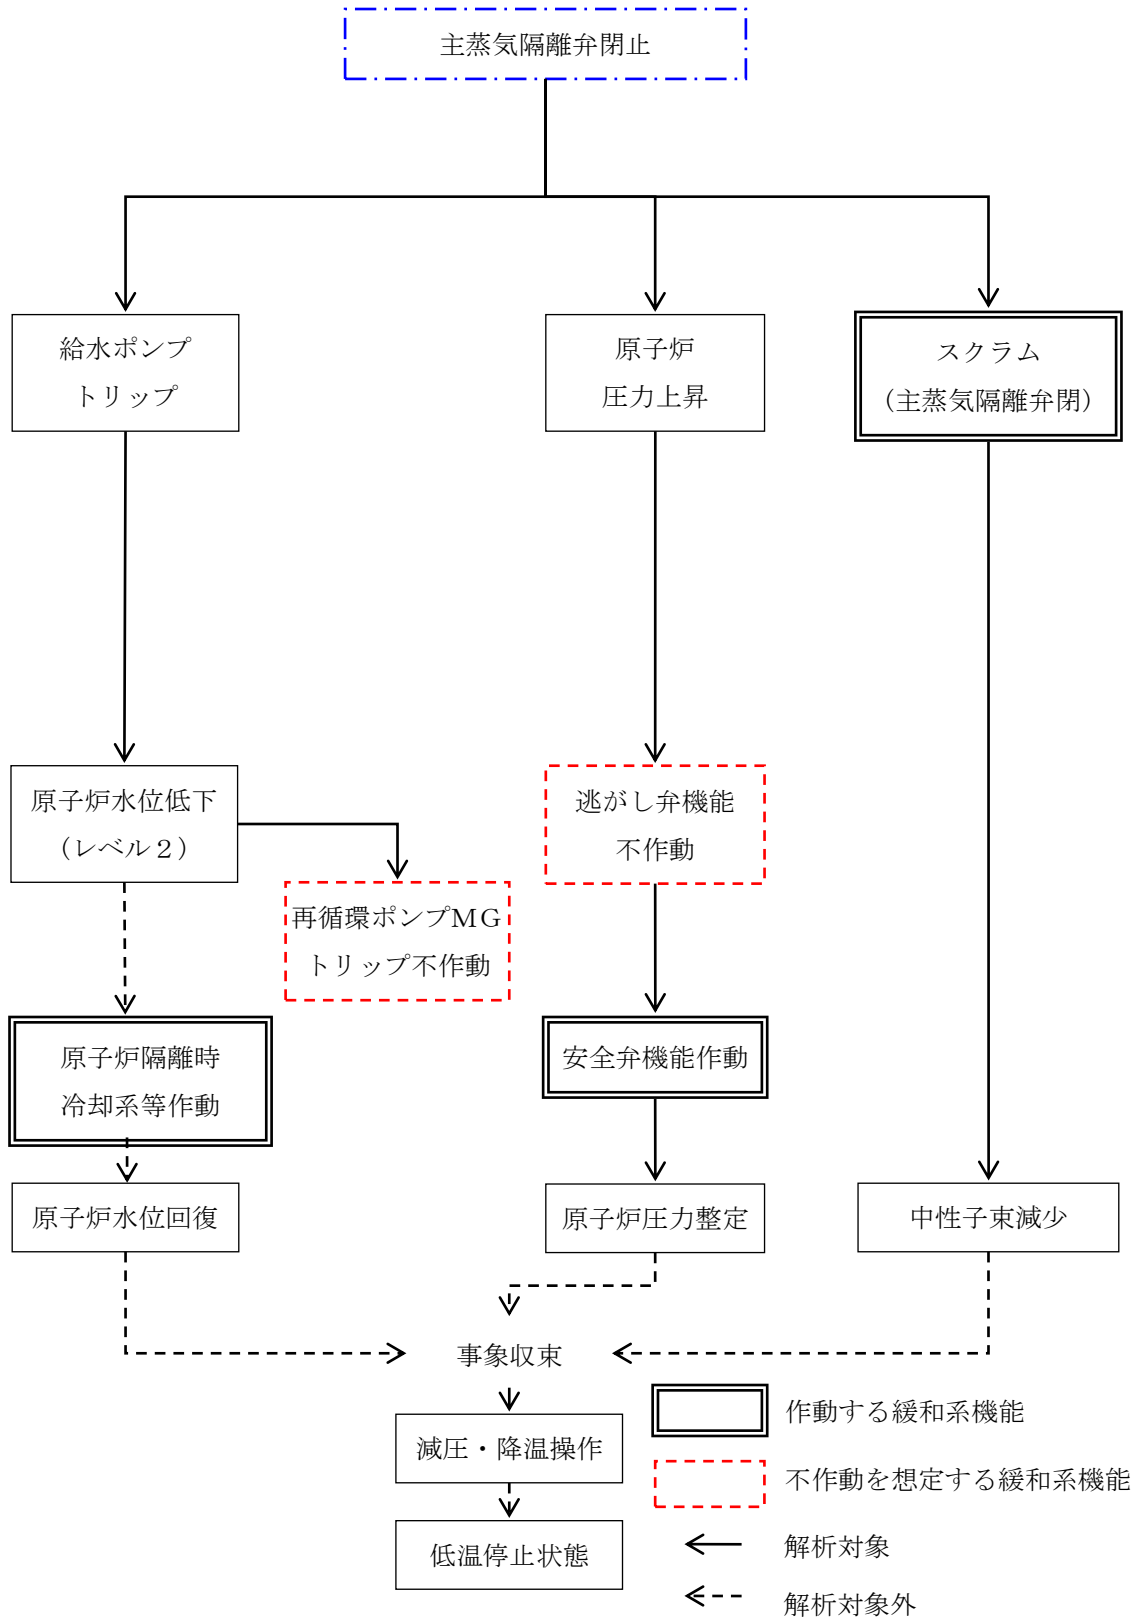 主蒸気隔離弁閉止
給水ポンプ
トリップ
原子炉
圧力上昇
スクラム
（主蒸気隔離弁閉）
原子炉水位低下
（レベル２）
逃がし弁機能
不作動
再循環ポンプMG
トリップ不作動
原子炉隔離時
冷却系等作動
安全弁機能作動
原子炉水位回復
原子炉圧力整定
中性子束減少
事象収束
減圧・降温操作
低温停止状態
作動する緩和系機能
不作動を想定する緩和系機能
解析対象
解析対象外